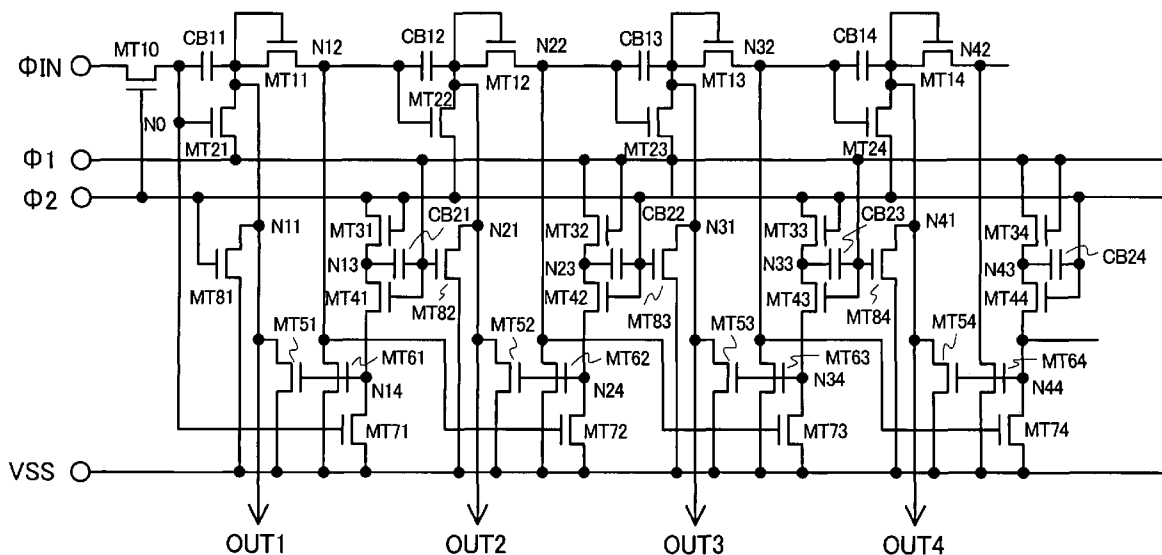 MT10 CB11 N12 CB12 N22 CB13 N32 CB14 N42
ΦIN
MT11 MT12 MT13 MT14
MT22
N0 MT21 MT23 MT24
Φ1
Φ2
N11 MT31 CB21 N21 MT32 CB22 N31 MT33 CB23 N41 MT34
N13 N23 N33 N43 CB24
MT81 MT41 MT82 MT42 MT83 MT43 MT84 MT44
MT51 MT61 MT52 MT62 MT53 MT63 MT54 MT64
N14 N24 N34 N44
MT71 MT72 MT73 MT74
VSS
OUT1 OUT2 OUT3 OUT4